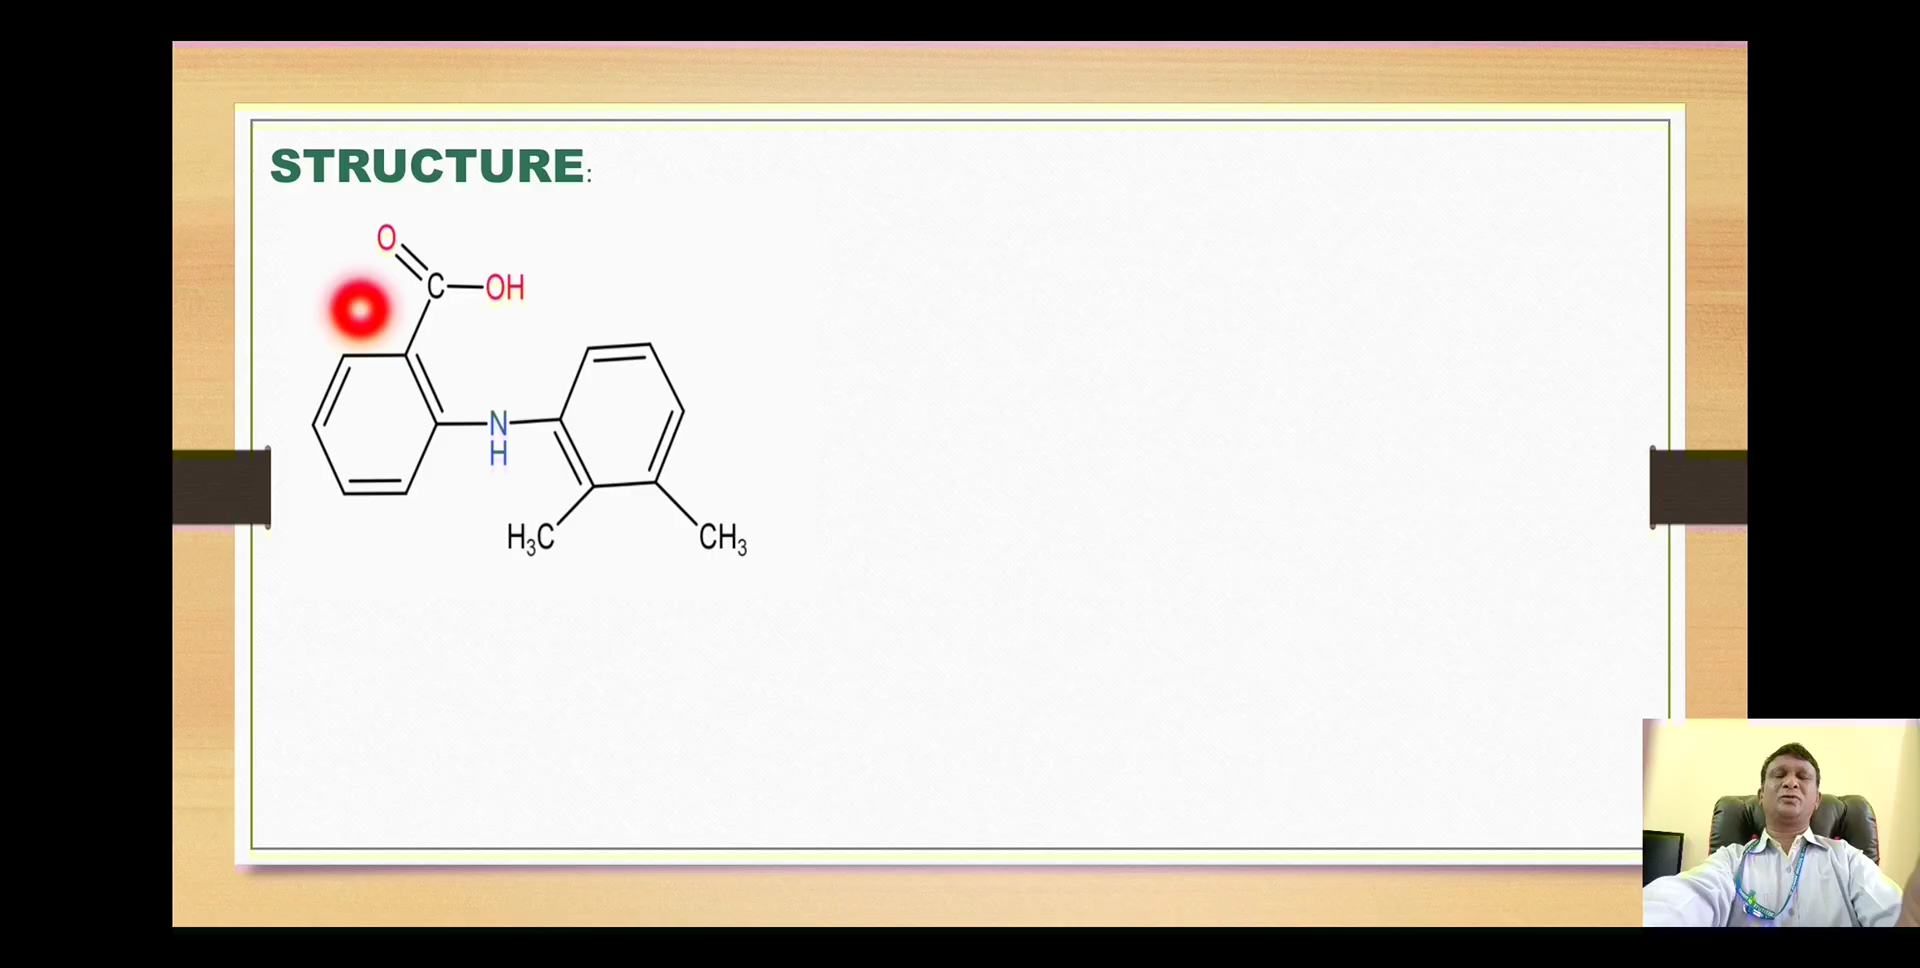 STRUCTURE:
O
C OH
N
H
H₃C CH₃